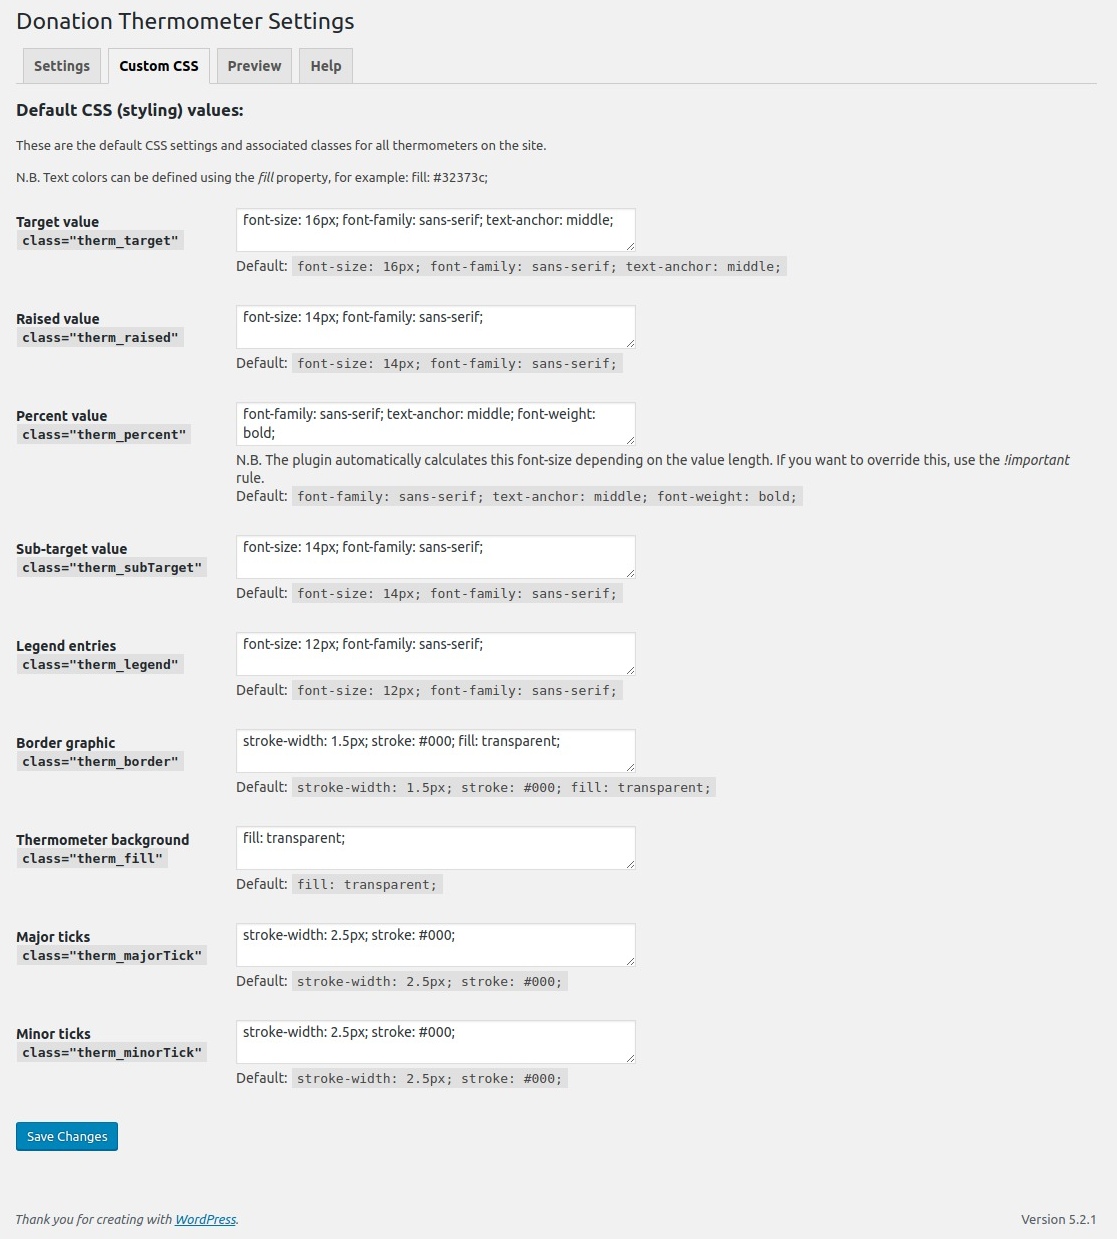 Donation Thermometer Settings
Settings
Custom CSS
Preview
Help
Default CSS (styling) values:
These are the default CSS settings and associated classes for all thermometers on the site.
N.B. Text colors can be defined using the fill property, for example: fill: #32373c;
Target value
class="therm_target"
font-size: 16px; font-family: sans-serif; text-anchor: middle;
Default: font-size: 16px; font-family: sans-serif; text-anchor: middle;
Raised value
class="therm_raised"
font-size: 14px; font-family: sans-serif;
Default: font-size: 14px; font-family: sans-serif;
Percent value
class="therm_percent"
font-family: sans-serif; text-anchor: middle; font-weight:
bold;
N.B. The plugin automatically calculates this font-size depending on the value length. If you want to override this, use the !important
rule.
Default: font-family: sans-serif; text-anchor: middle; font-weight: bold;
Sub-target value
class="therm_subTarget"
font-size: 14px; font-family: sans-serif;
Default: font-size: 14px; font-family: sans-serif;
Legend entries
class="therm_legend"
font-size: 12px; font-family: sans-serif;
Default: font-size: 12px; font-family: sans-serif;
Border graphic
class="therm_border"
stroke-width: 1.5px; stroke: #000; fill: transparent;
Default: stroke-width: 1.5px; stroke: #000; fill: transparent;
Thermometer background
class="therm_fill"
fill: transparent;
Default: fill: transparent;
Major ticks
class="therm_majorTick"
stroke-width: 2.5px; stroke: #000;
Default: stroke-width: 2.5px; stroke: #000;
Minor ticks
class="therm_minorTick"
stroke-width: 2.5px; stroke: #000;
Default: stroke-width: 2.5px; stroke: #000;
Save Changes
Thank you for creating with WordPress.
Version 5.2.1